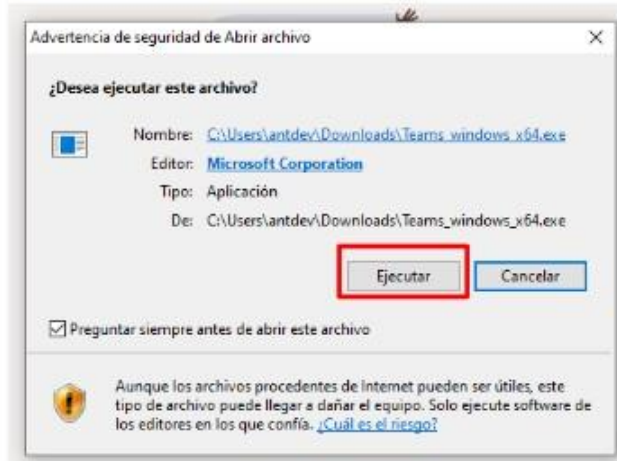 Advertencia de seguridad de Abrir archivo
¿Desea ejecutar este archivo?
Nombre: C:\Users\antdev\Downloads\Teams_windows_x64.exe
Editor: Microsoft Corporation
Tipo: Aplicación
De: C:\Users\antdev\Downloads\Teams_windows_x64.exe
Ejecutar Cancelar
Preguntar siempre antes de abrir este archivo
Aunque los archivos procedentes de Internet pueden ser útiles, este
tipo de archivo puede llegar a dañar el equipo. Solo ejecute software de
los editores en los que confía. ¿Cuál es el riesgo?